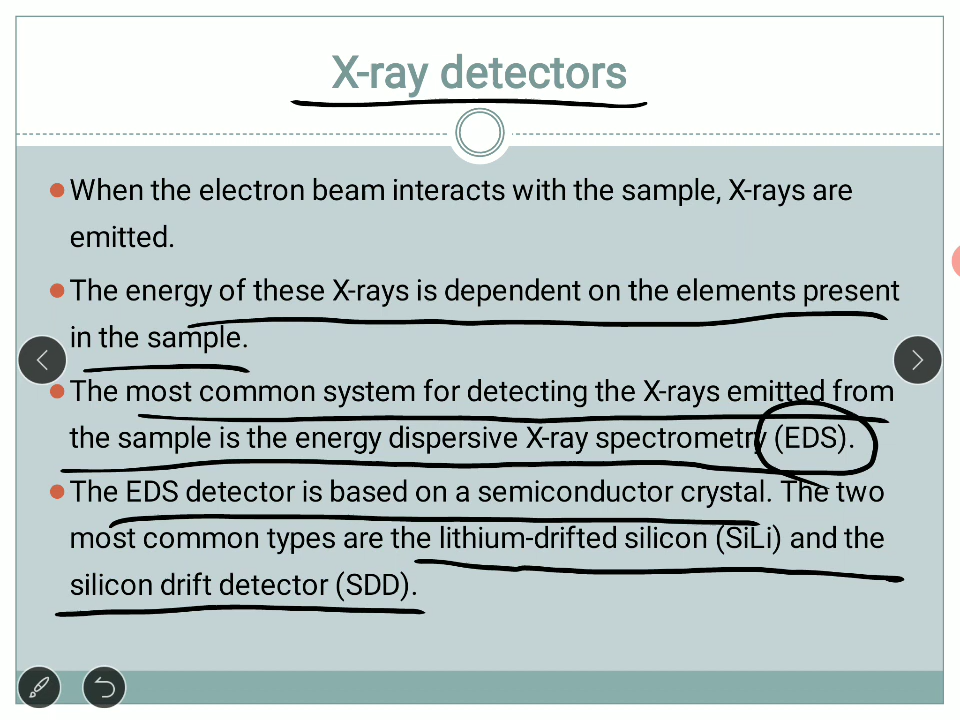 X-ray detectors
When the electron beam interacts with the sample, X-rays are
emitted.
The energy of these X-rays is dependent on the elements present
in the sample.
The most common system for detecting the X-rays emitted from
the sample is the energy dispersive X-ray spectrometry (EDS).
The EDS detector is based on a semiconductor crystal. The two
most common types are the lithium-drifted silicon (SiLi) and the
silicon drift detector (SDD).